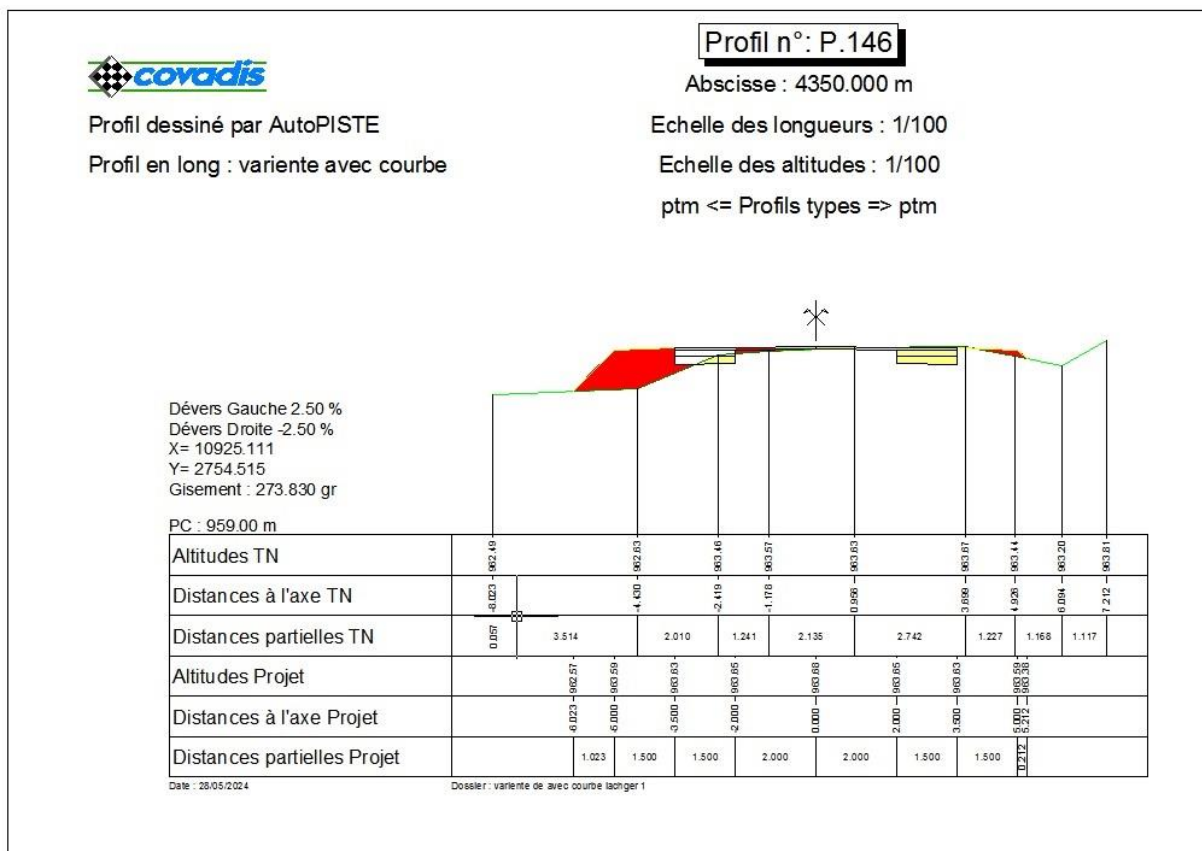 Profil n°: P.146
covadis
Abscisse : 4350.000 m
Profil dessiné par AutoPISTE
Echelle des longueurs : 1/100
Profil en long : variente avec courbe
Echelle des altitudes : 1/100
ptm <= Profils types => ptm
Dévers Gauche 2.50 %
Dévers Droite -2.50 %
X= 10925.111
Y= 2754.515
Gisement : 273.830 gr
PC : 959.00 m
Altitudes TN 962.49 962.63 963.46 963.57 963.63 963.67 963.44 963.20 963.81
Distances à l'axe TN -8.023 -4.430 -2.419 -1.178 0.956 3.699 4.926 6.094 7.212
Distances partielles TN 0.057 3.514 2.010 1.241 2.135 2.742 1.227 1.168 1.117
Altitudes Projet 962.57 963.59 963.63 963.65 963.68 963.65 963.63 963.59 963.38
Distances à l'axe Projet -6.023 -5.000 -3.500 -2.000 0.000 2.000 3.500 5.000 5.212
Distances partielles Projet 1.023 1.500 1.500 2.000 2.000 1.500 1.500 0.212
Date : 28/05/2024
Dossier : variente de avec courbe lachger 1